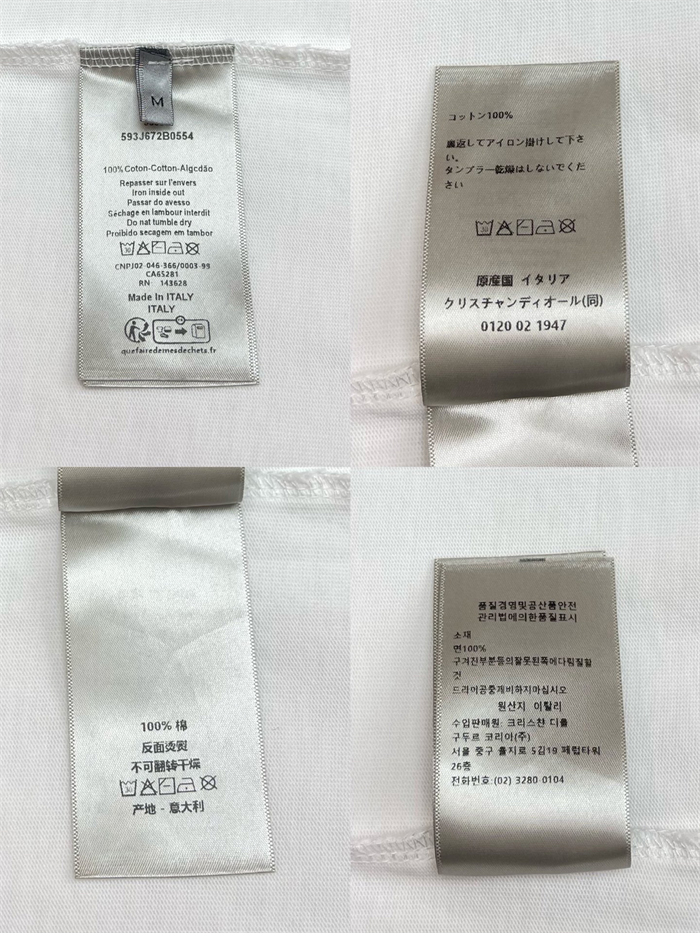 M
593J672B0554
100%Coton-Cotton-Algcdão
Repasser sur l'envers
Iron inside out
Passar do avesso
Séchage en lambour interdit
Do nat tumble dry
Proibido secagem em tambor
30
CNPJ02-046-366/0003-99
CA65281
RN 143628
Made In ITALY
ITALY
quefairedemesdechets.fr
コットン100%
裏返してアイロン掛けして下さ
い。
タンブラー乾燥はしないでくだ
さい
30
原産国 イタリア
クリスチャンディオール(同)
0120 02 1947
100% 棉
反面烫熨
不可翻转干燥
30
产地 - 意大利
품질경영및공산품안전
관리법에의한품질표시
소재
면100%
구겨진부분등의잘못왼쪽에다림질할
것
드리이공중게비하지마십시오
원산지 이탈리
수입판매원: 크리스챤 디올
구두르 코리아(주)
서울 중구 을지로 5길19 페럼타워
26층
전화번호:(02) 3280 0104